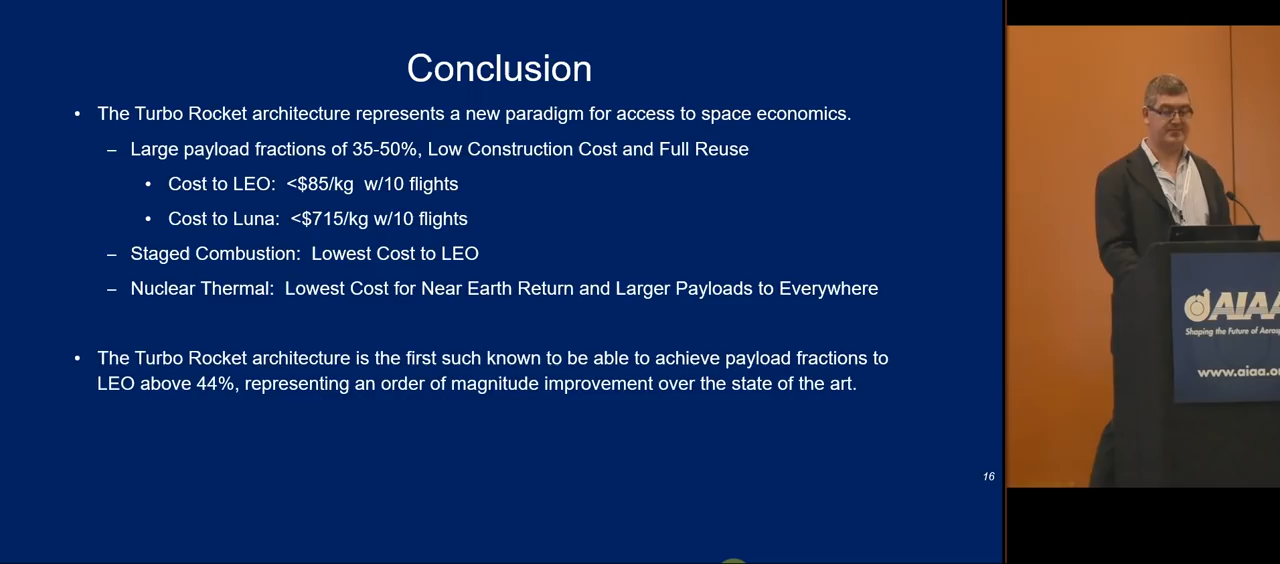 Conclusion
• The Turbo Rocket architecture represents a new paradigm for access to space economics.
– Large payload fractions of 35-50%, Low Construction Cost and Full Reuse
• Cost to LEO: <$85/kg w/10 flights
• Cost to Luna: <$715/kg w/10 flights
– Staged Combustion: Lowest Cost to LEO
– Nuclear Thermal: Lowest Cost for Near Earth Return and Larger Payloads to Everywhere
• The Turbo Rocket architecture is the first such known to be able to achieve payload fractions to
LEO above 44%, representing an order of magnitude improvement over the state of the art.
16
AIAA
Shaping the Future of
www.aiaa.o